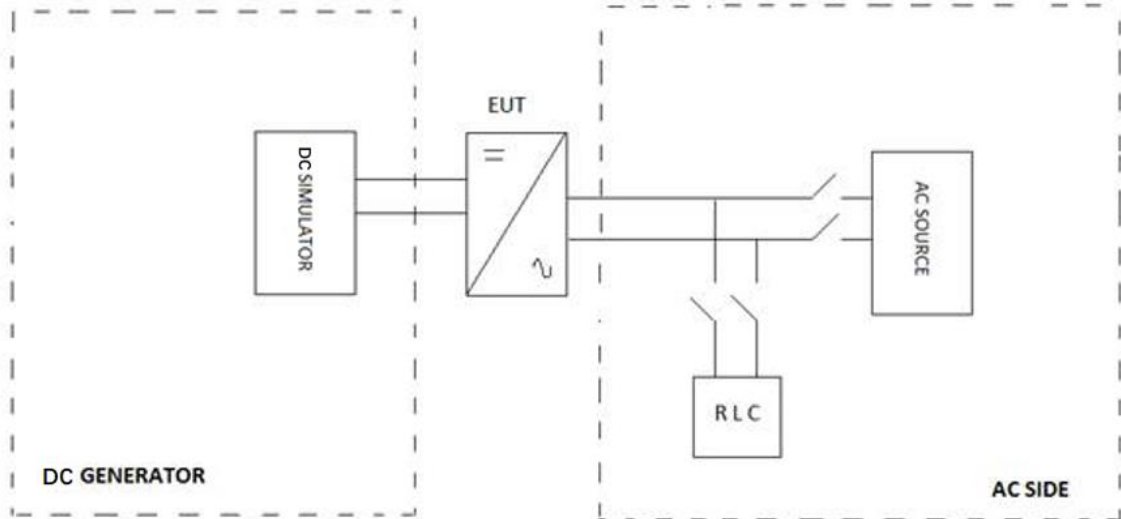 EUT
DC SIMULATOR
AC SOURCE
R L C
DC GENERATOR
AC SIDE